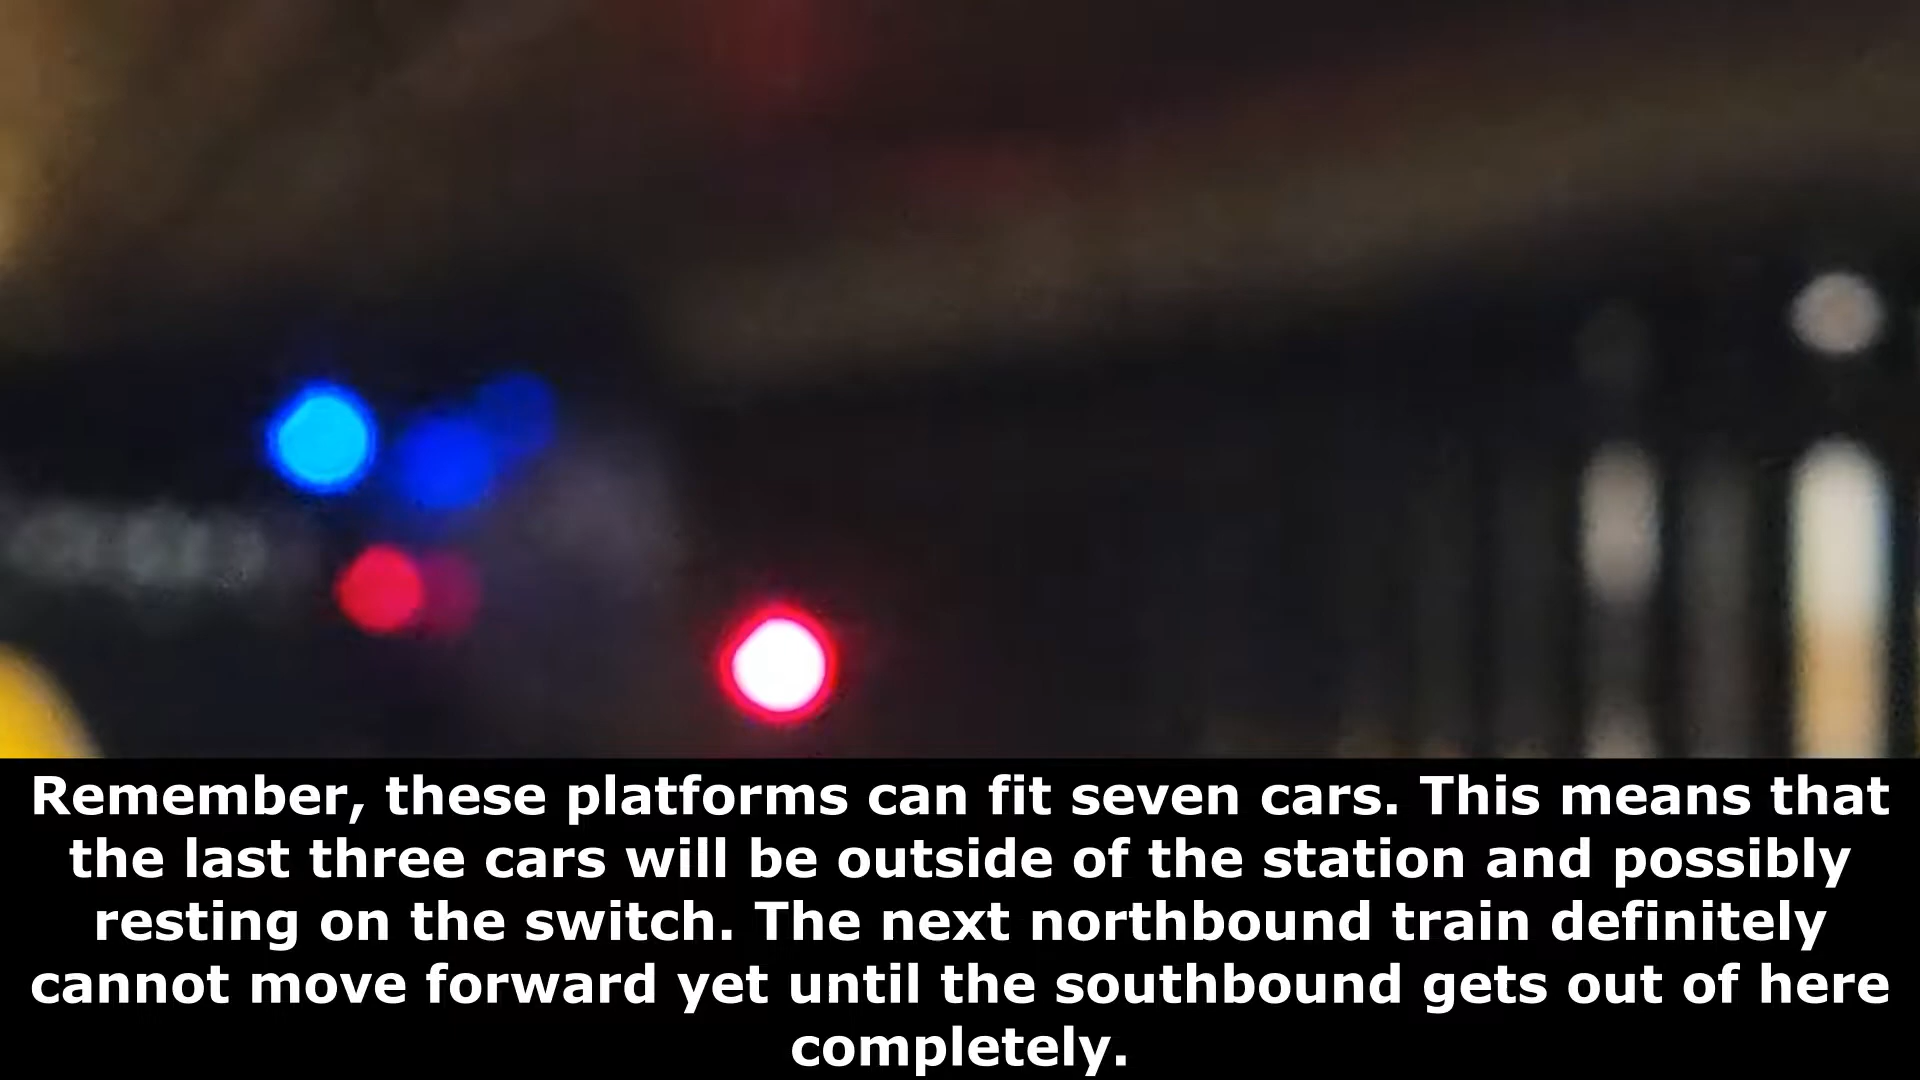 Remember, these platforms can fit seven cars. This means that
the last three cars will be outside of the station and possibly
resting on the switch. The next northbound train definitely
cannot move forward yet until the southbound gets out of here
completely.